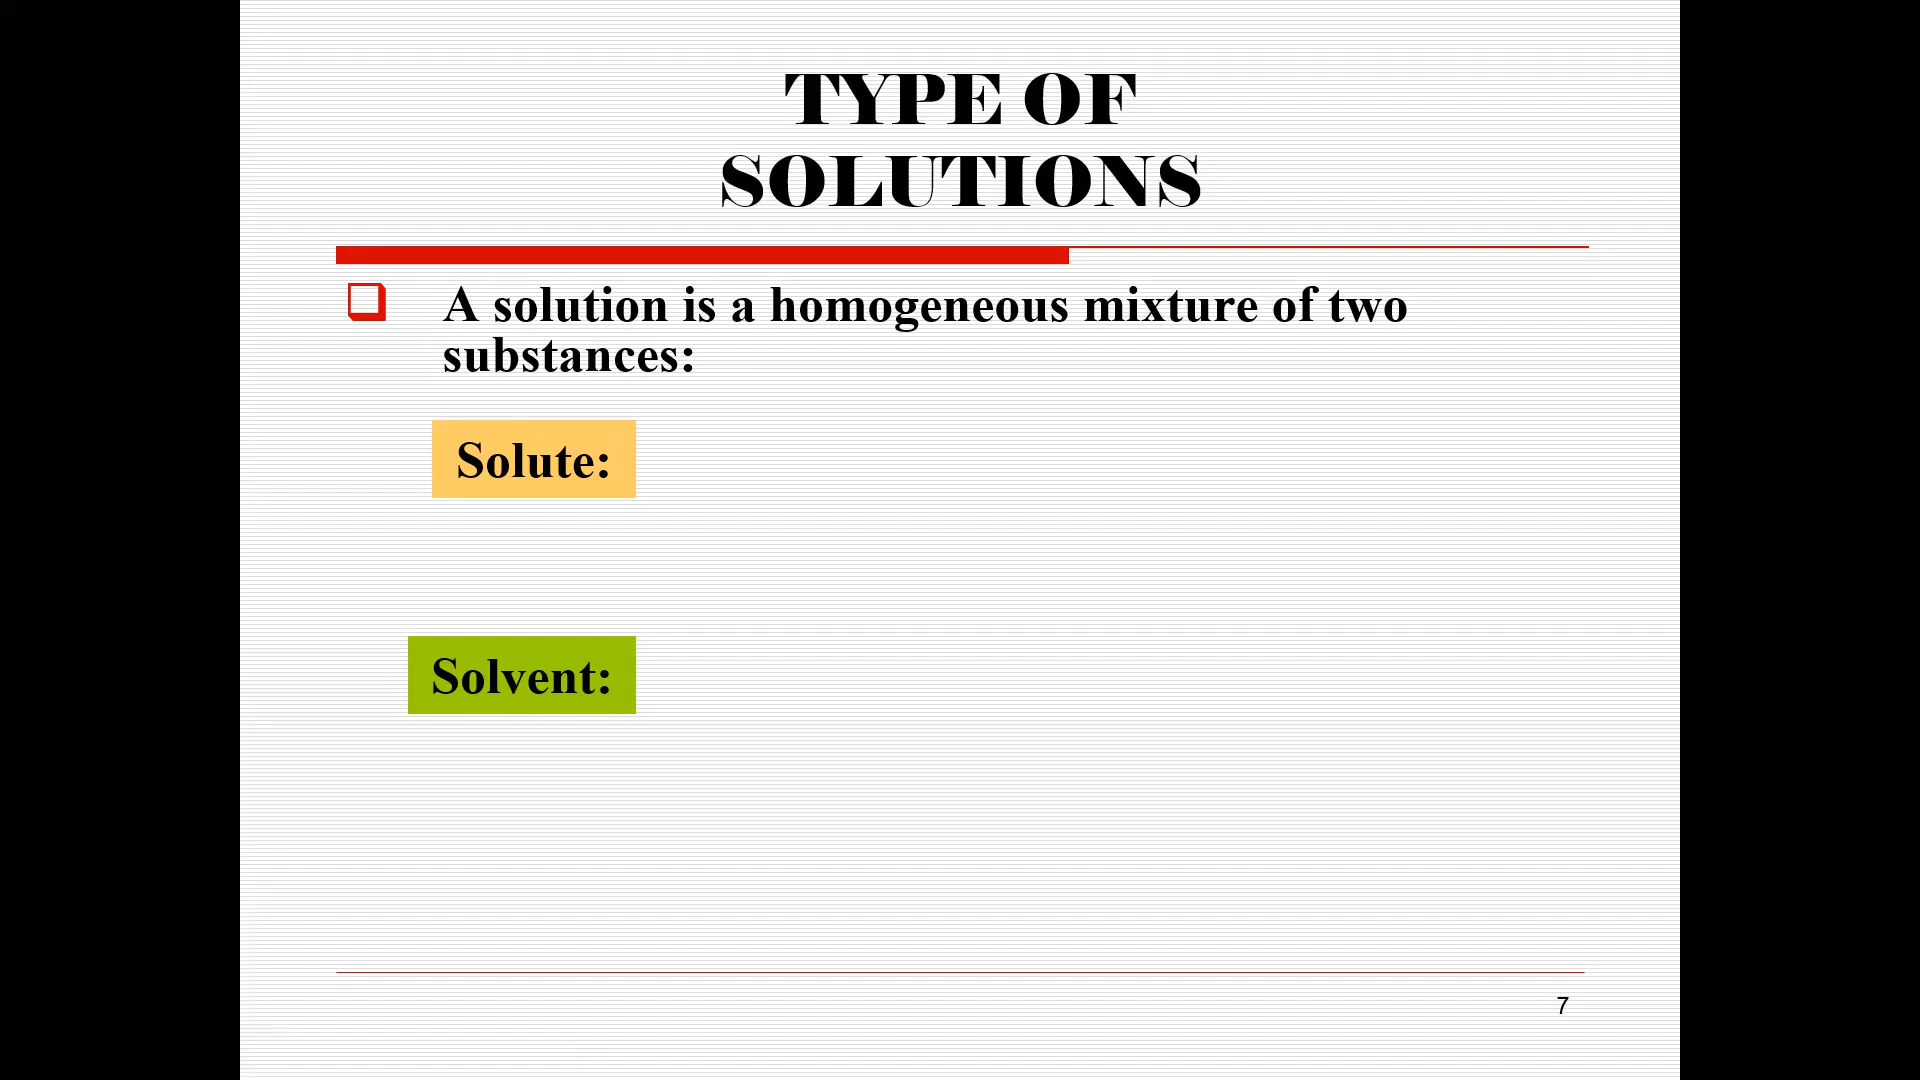 TYPE OF
SOLUTIONS
A solution is a homogeneous mixture of two
substances:
Solute:
Solvent:
7